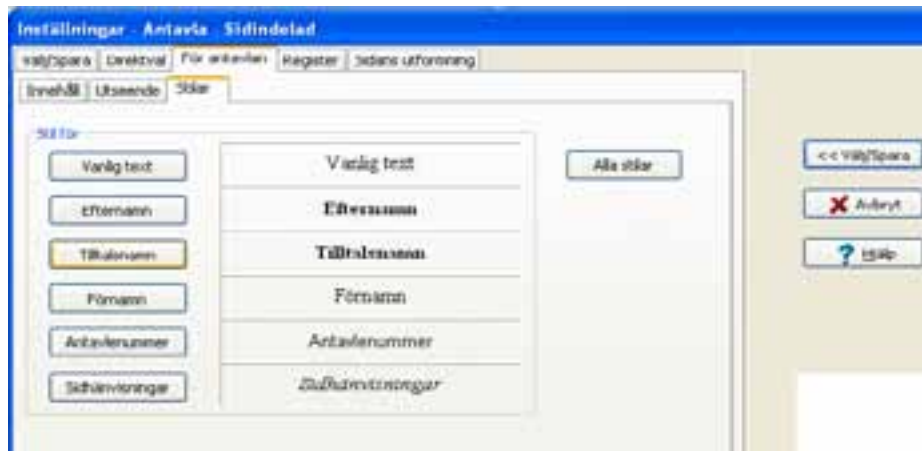 Inställningar - Antavla Sidindelad
Välj/Spara Direktval För antavlan Register Sidans utformning
Innehåll Utseende Stilar
Stil för
Vanlig text Vanlig text Alla stilar
Efternamn Efternamn
Tilltalsnamn Tilltalsnamn
Förnamn Förnamn
Antavlenummer Antavlenummer
Sidhänvisningar Sidhänvisningar
<< Välj/Spara
Avbryt
Hjälp